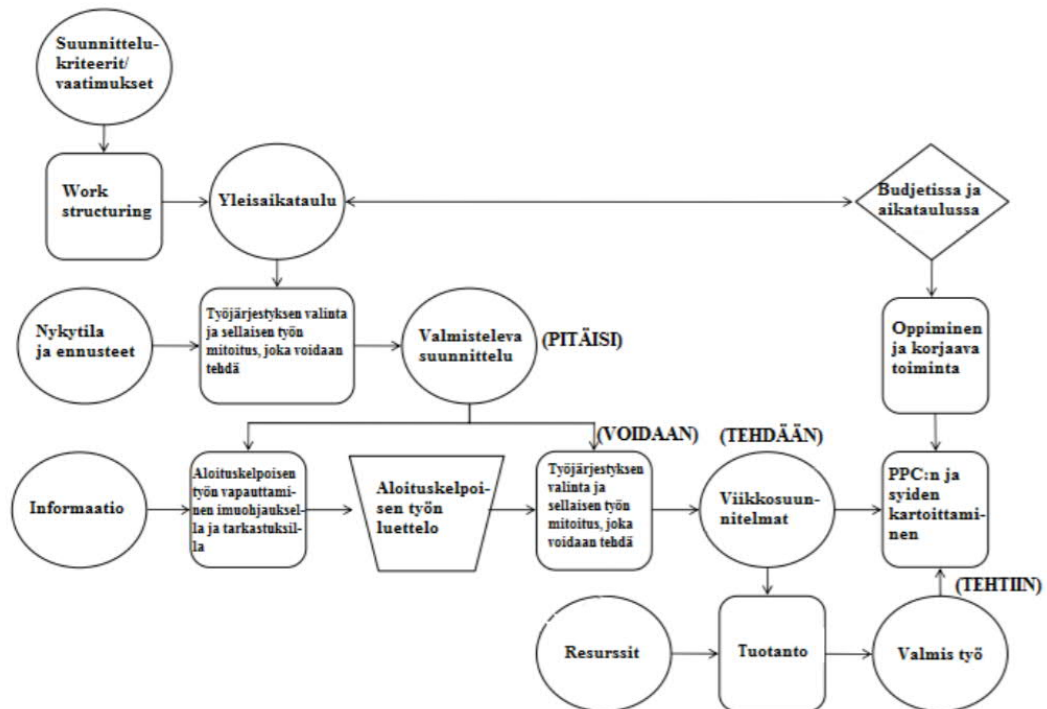 Suunnittelu-
kriteerit/
vaatimukset
Work
structuring
Yleisaikataulu
Budjetissa ja
aikataulussa
Nykytila
ja ennusteet
Työjärjestyksen valinta
ja sellaisen työn
mitoitus, joka voidaan
tehdä
Valmisteleva
suunnittelu
(PITÄISI)
Oppiminen
ja korjaava
toiminta
(VOIDAAN)
(TEHDÄÄN)
Informaatio
Aloituskelpoisen
työn vapauttami-
nen imuohjauksel-
la ja tarkastuksil-
la
Aloituskelpoi-
sen työn
luettelo
Työjärjestyksen
valinta ja
sellaisen työn
mitoitus, joka
voidaan tehdä
Viikkosuun-
nitelmat
PPC:n ja
syiden
kartoittami-
nen
(TEHTIIN)
Resurssit
Tuotanto
Valmis työ